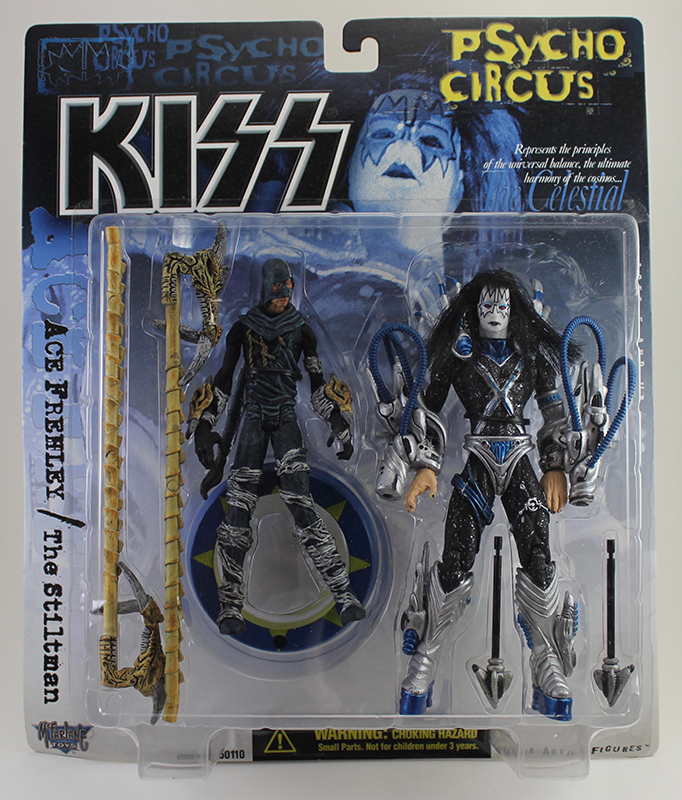 PSYCHO
CIRCUS
PSYCHO
CIRCUS
PSYCHO
CIRCUS
KISS
Represents the principles
of the universal balance, the ultimate
harmony of the cosmos...
The Celestial
ACE FREHLEY / THE STILTMAN
McFARLANE
TOYS
50110
WARNING: CHOKING HAZARD
Small Parts. Not for children under 3 years.
FIGURES™